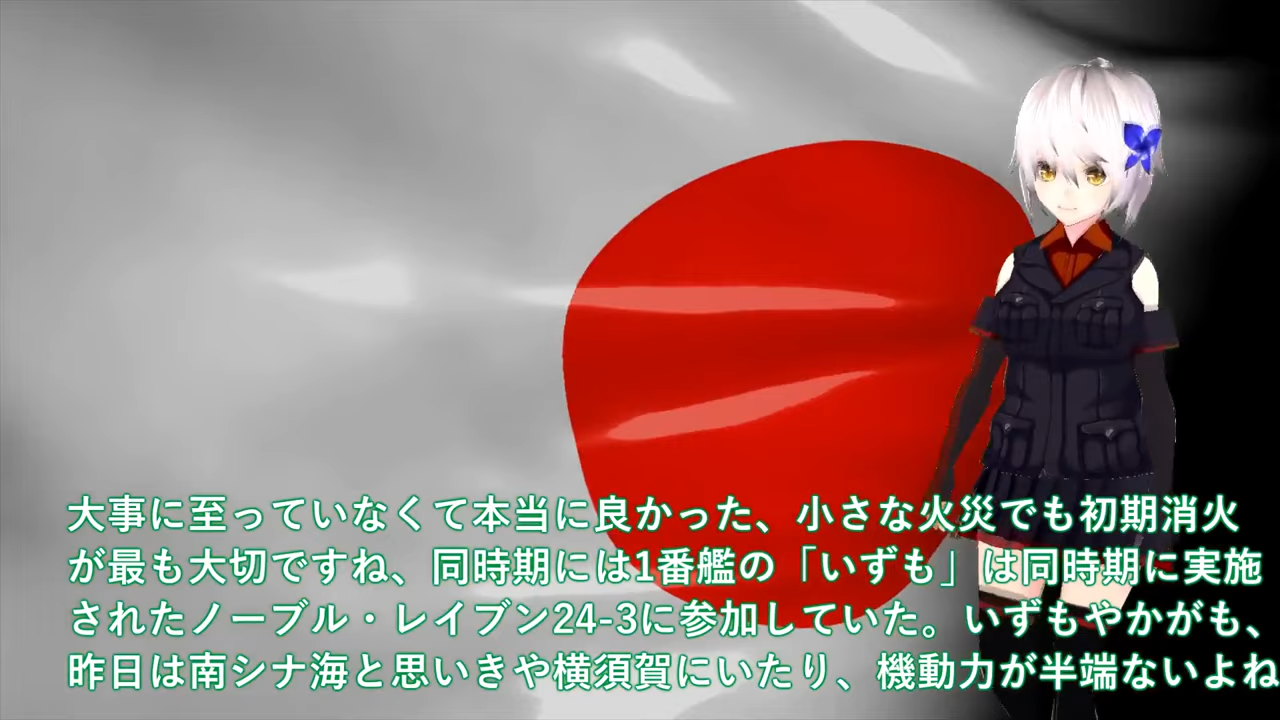 大事に至っていなくて本当に良かった、小さな火災でも初期消火
が最も大切ですね、同時期には1番艦の「いずも」は同時期に実施
されたノーブル・レイブン24-3に参加していた。いずもやかがも、
昨日は南シナ海と思いきや横須賀にいたり、機動力が半端ないよね